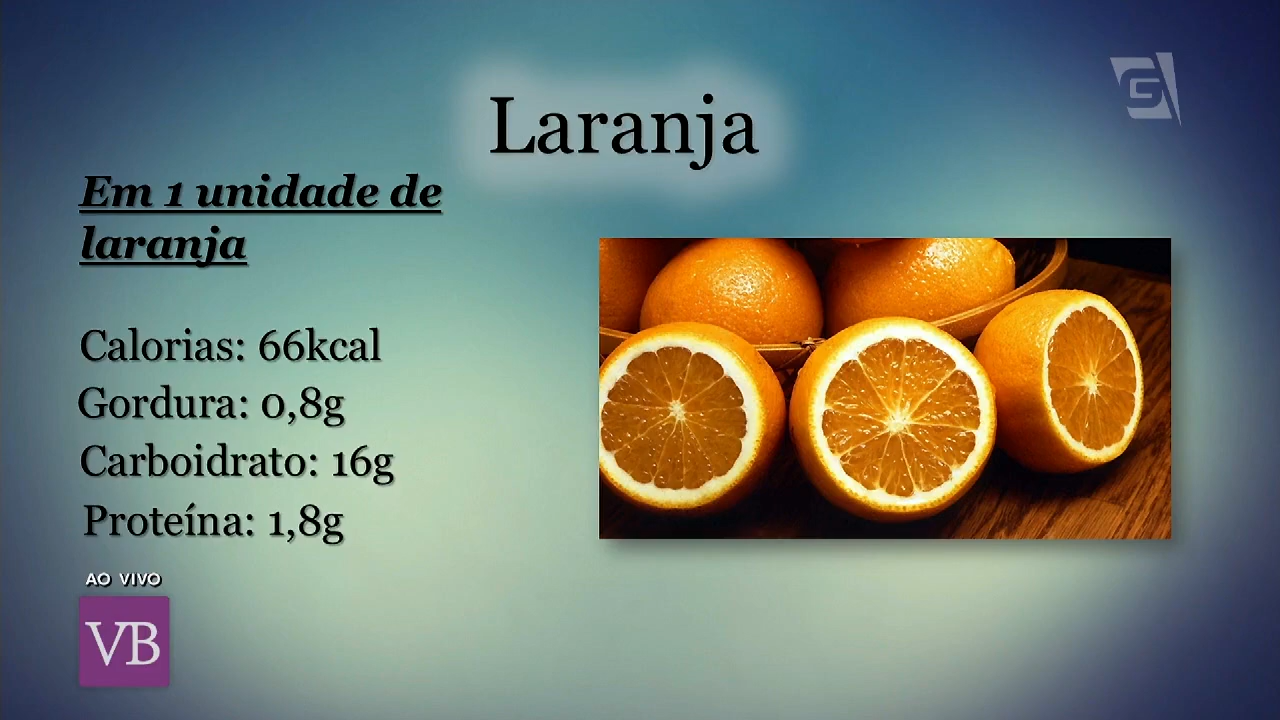 Laranja
Em 1 unidade de
laranja
Calorias: 66kcal
Gordura: 0,8g
Carboidrato: 16g
Proteína: 1,8g
AO VIVO
VB